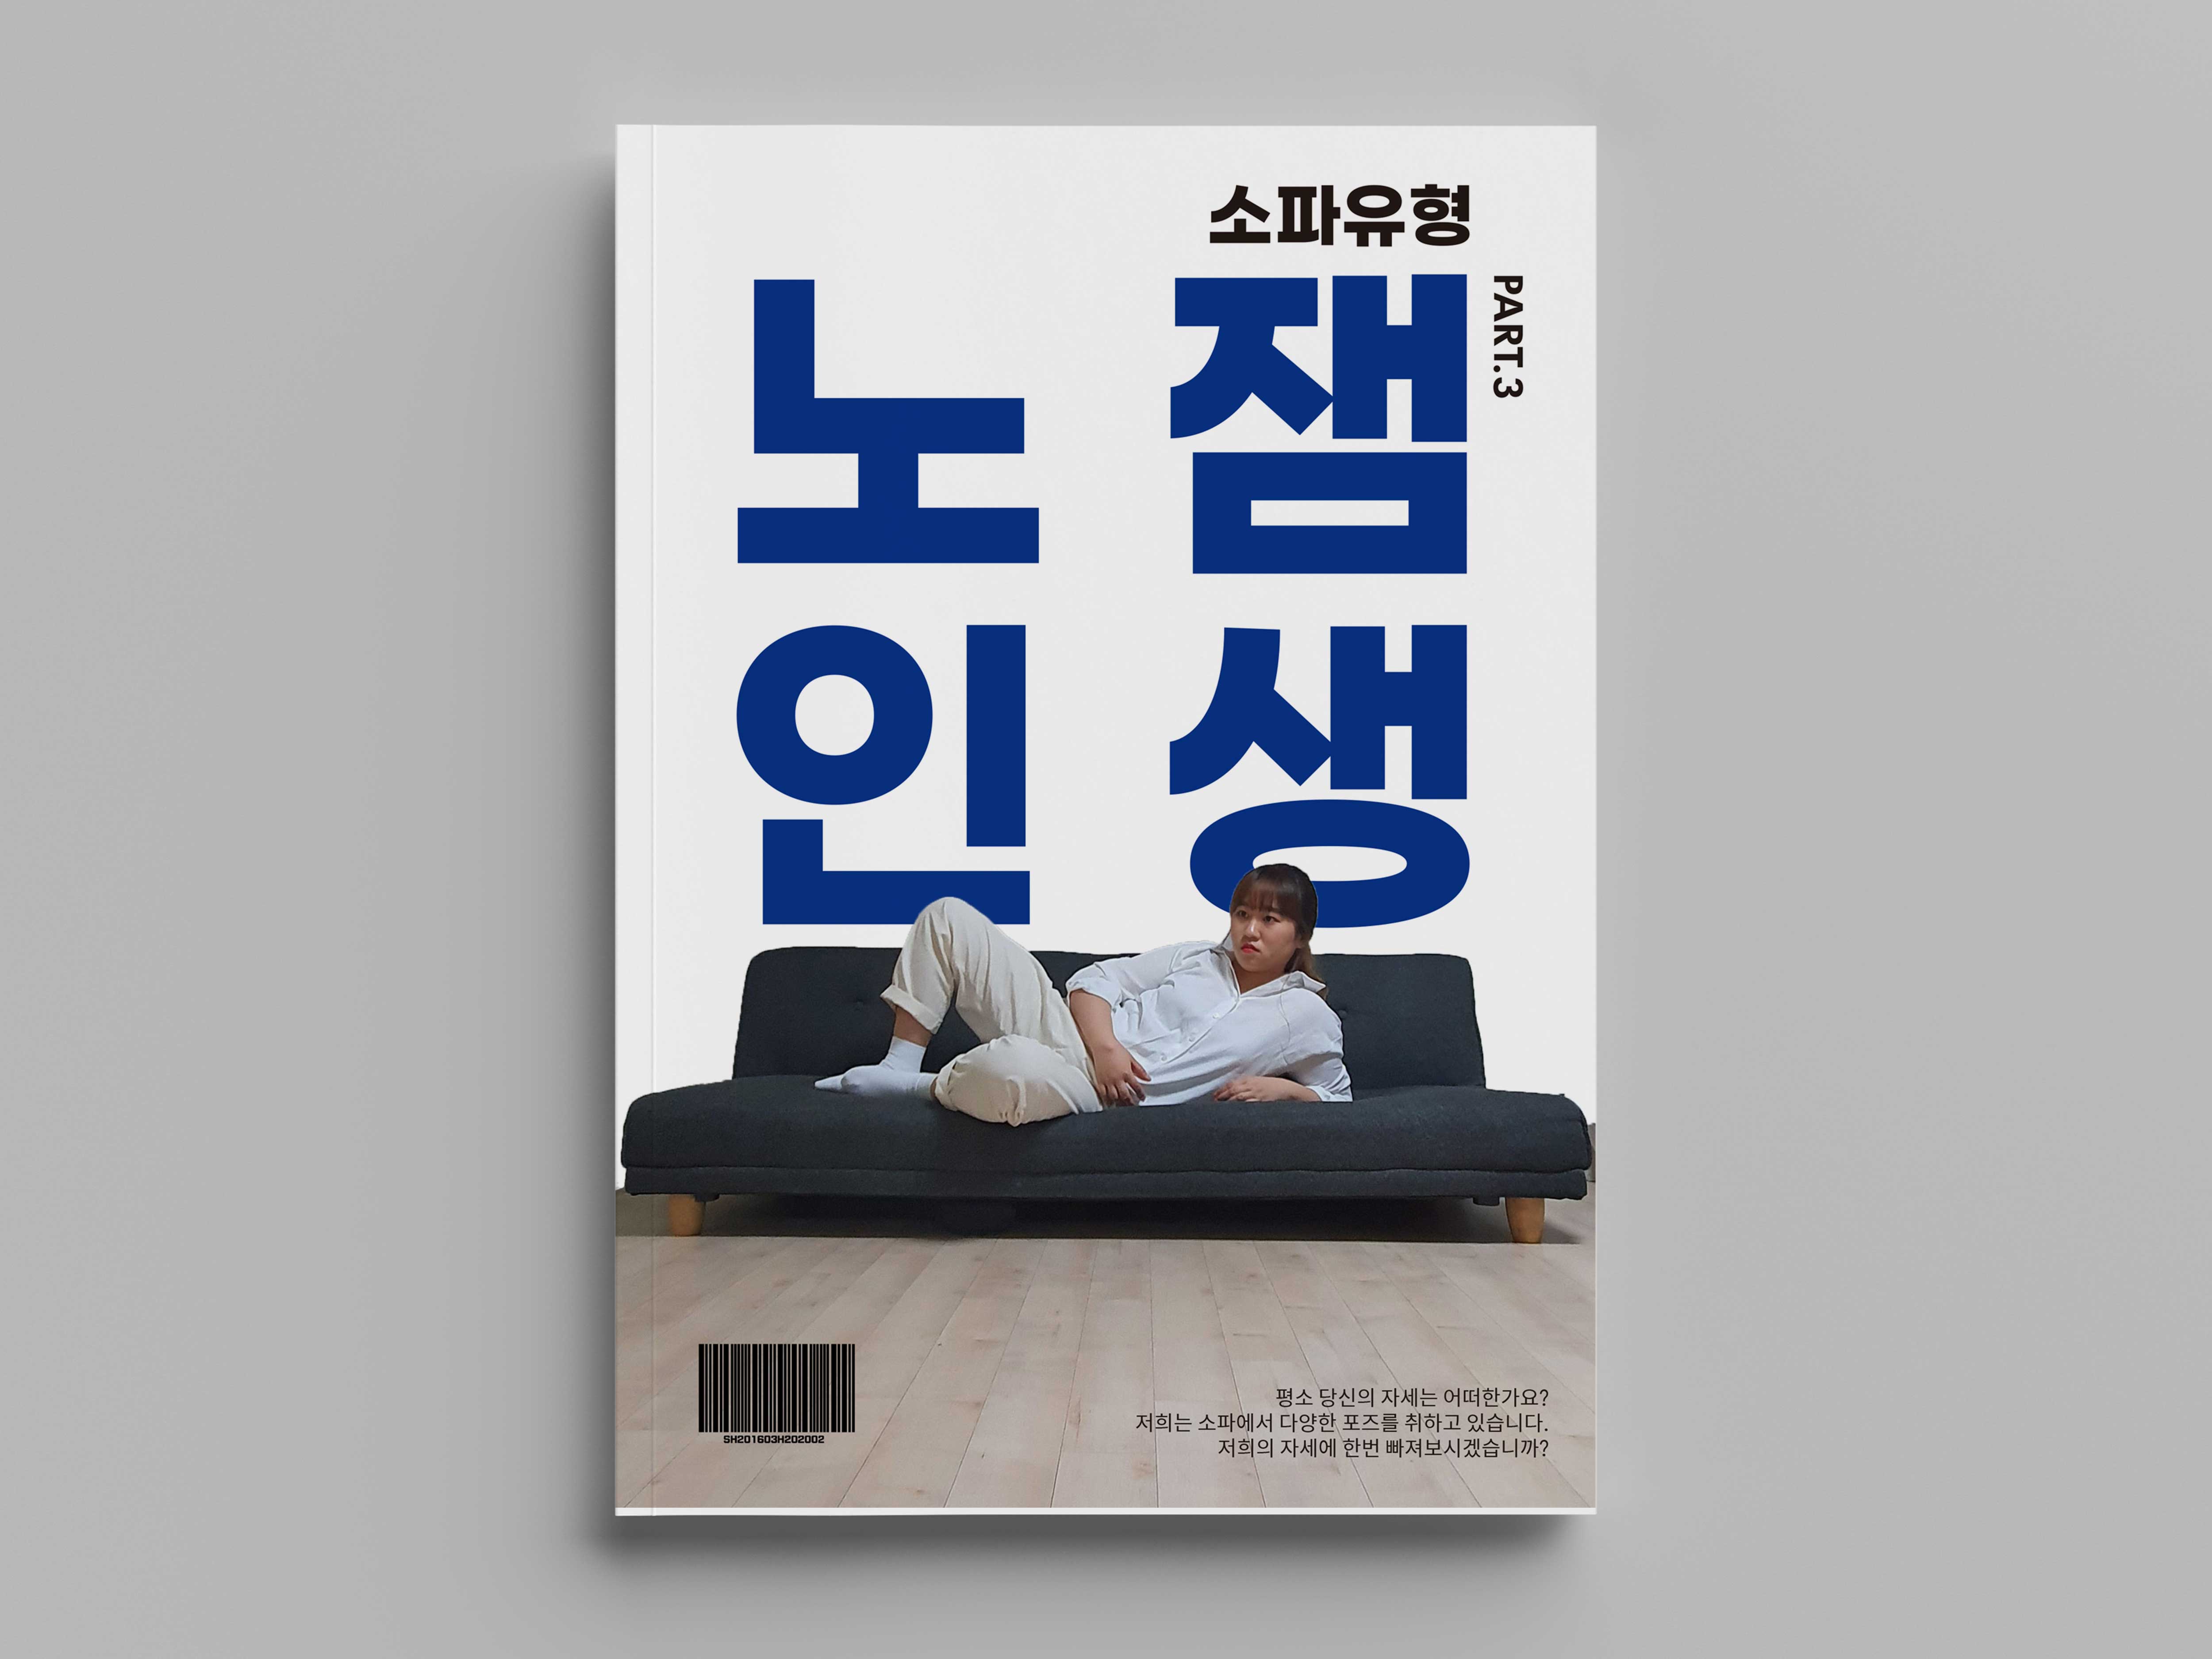 소파유형
PART.3
노잼
인생
SH201603H202002
평소 당신의 자세는 어떠한가요?
저희는 소파에서 다양한 포즈를 취하고 있습니다.
저희의 자세에 한번 빠져보시겠습니까?